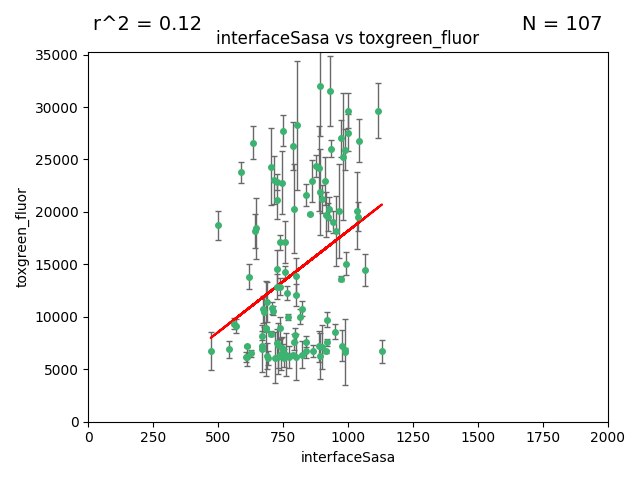 r^2 = 0.12
N = 107
interfaceSasa vs toxgreen_fluor
35000
30000
25000
20000
15000
10000
5000
0
toxgreen_fluor
0 250 500 750 1000 1250 1500 1750 2000
interfaceSasa